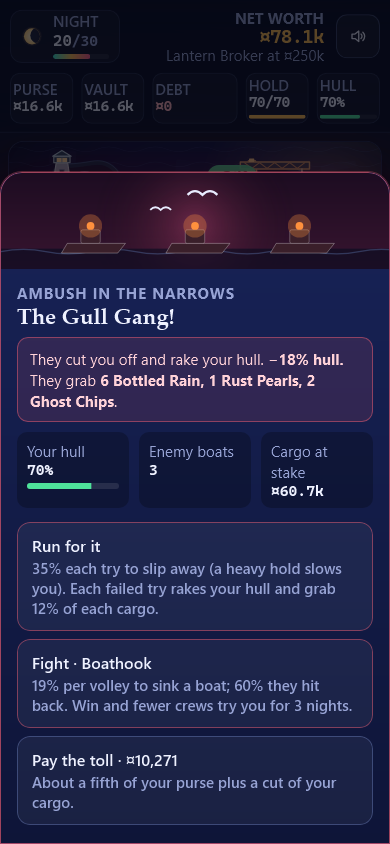 NIGHT
20/30
NET WORTH
¤78.1k
Lantern Broker at ¤250k
PURSE
¤16.6k
VAULT
¤16.6k
DEBT
¤0
HOLD
70/70
HULL
70%
AMBUSH IN THE NARROWS
The Gull Gang!
They cut you off and rake your hull. −18% hull.
They grab 6 Bottled Rain, 1 Rust Pearls, 2
Ghost Chips.
Your hull
70%
Enemy boats
3
Cargo at
stake
¤60.7k
Run for it
35% each try to slip away (a heavy hold slows
you). Each failed try rakes your hull and grab
12% of each cargo.
Fight · Boathook
19% per volley to sink a boat; 60% they hit
back. Win and fewer crews try you for 3 nights.
Pay the toll · ¤10,271
About a fifth of your purse plus a cut of your
cargo.